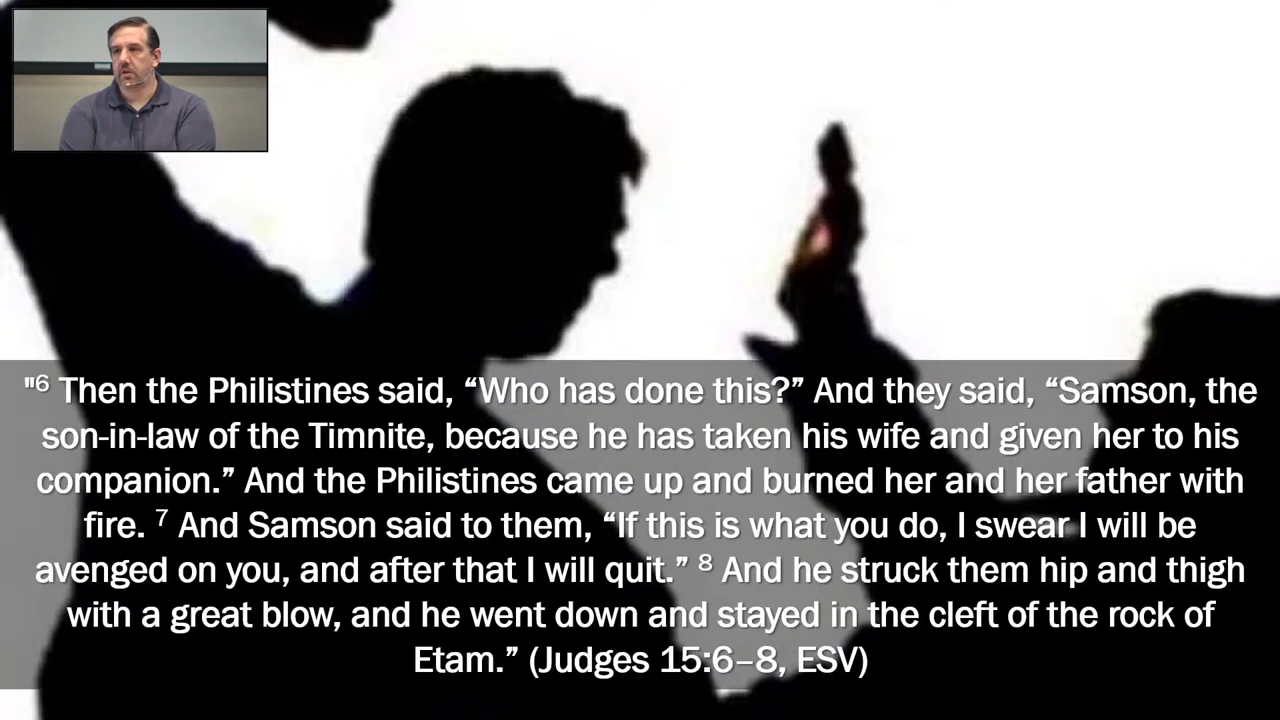 "⁶ Then the Philistines said, “Who has done this?” And they said, “Samson, the
son-in-law of the Timnite, because he has taken his wife and given her to his
companion.” And the Philistines came up and burned her and her father with
fire. ⁷ And Samson said to them, “If this is what you do, I swear I will be
avenged on you, and after that I will quit.” ⁸ And he struck them hip and thigh
with a great blow, and he went down and stayed in the cleft of the rock of
Etam.” (Judges 15:6–8, ESV)